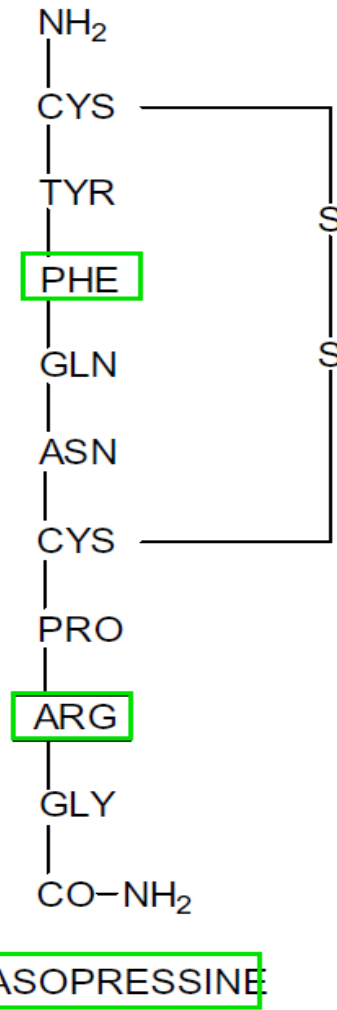 NH₂
CYS
TYR
S
PHE
S
GLN
ASN
CYS
PRO
ARG
GLY
CO–NH₂
ASOPRESSINE